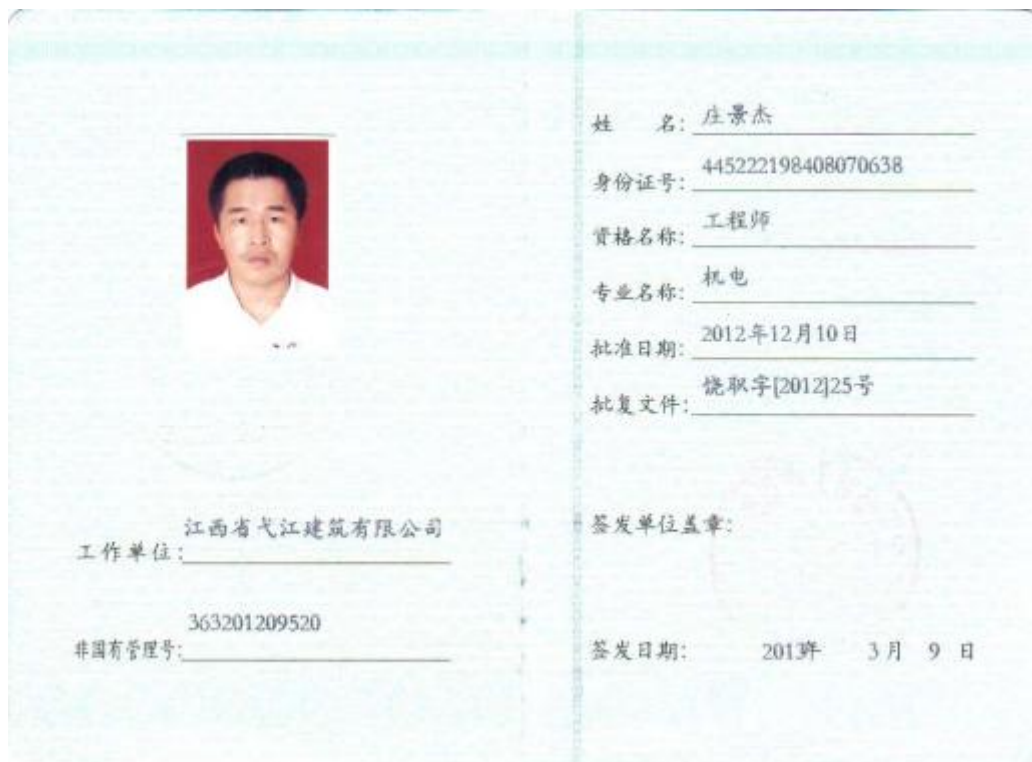 江西省弋江建筑有限公司
工作单位:
363201209520
非国有管理号:
姓 名: 庄景杰
身份证号: 445222198408070638
资格名称: 工程师
专业名称: 机电
批准日期: 2012年12月10日
批复文件: 饶职字[2012]25号
签发单位盖章:
签发日期: 2013年 3月 9 日